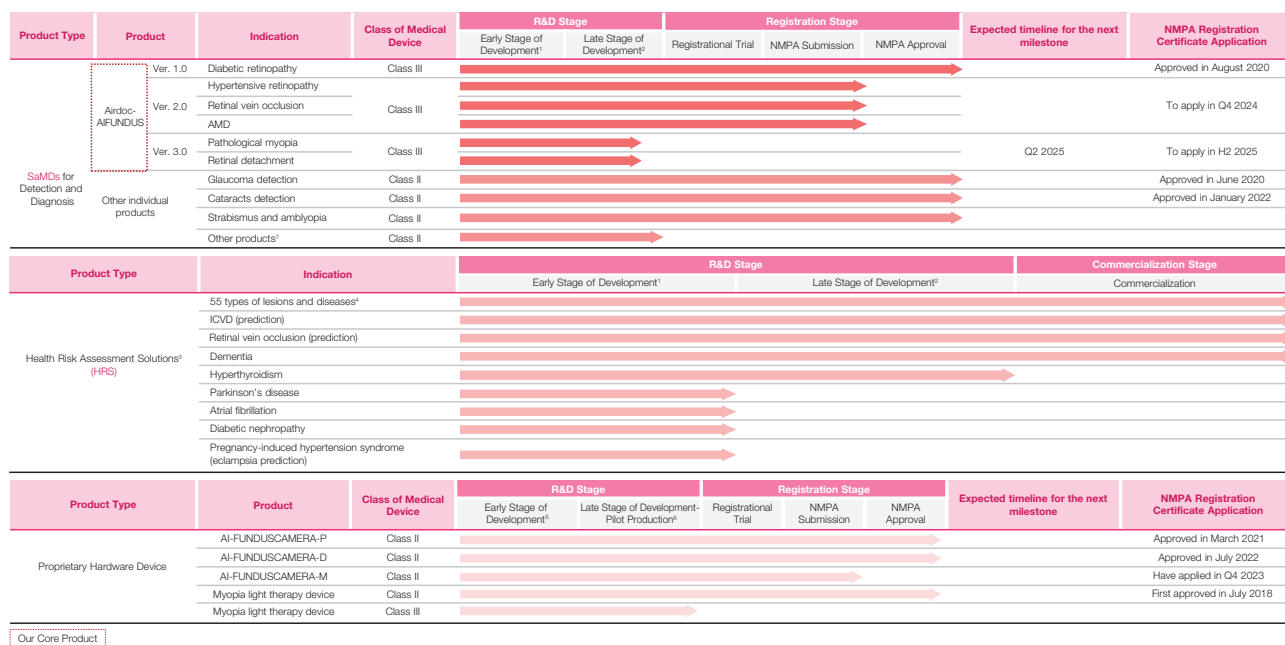 Product Type Product Indication Class of Medical Device R&D Stage Registration Stage Expected timeline for the next milestone NMPA Registration Certificate Application
Early Stage of Development¹ Late Stage of Development² Registrational Trial NMPA Submission NMPA Approval
SaMDs for Detection and Diagnosis
Airdoc-AIFUNDUS
Ver. 1.0 Diabetic retinopathy Class III Approved in August 2020
Ver. 2.0 Hypertensive retinopathy Class III To apply in Q4 2024
Retinal vein occlusion
AMD
Ver. 3.0 Pathological myopia Class III Q2 2025 To apply in H2 2025
Retinal detachment
Other individual products
Glaucoma detection Class II Approved in June 2020
Cataracts detection Class II Approved in January 2022
Strabismus and amblyopia Class II
Other products⁷ Class II
Product Type Indication R&D Stage Commercialization Stage
Early Stage of Development¹ Late Stage of Development² Commercialization
Health Risk Assessment Solutions³ (HRS)
55 types of lesions and diseases⁴
ICVD (prediction)
Retinal vein occlusion (prediction)
Dementia
Hyperthyroidism
Parkinson's disease
Atrial fibrillation
Diabetic nephropathy
Pregnancy-induced hypertension syndrome
(eclampsia prediction)
Product Type Product Class of Medical Device R&D Stage Registration Stage Expected timeline for the next milestone NMPA Registration Certificate Application
Early Stage of Development⁵ Late Stage of Development-Pilot Production⁶ Registrational Trial NMPA Submission NMPA Approval
Proprietary Hardware Device
AI-FUNDUSCAMERA-P Class II Approved in March 2021
AI-FUNDUSCAMERA-D Class II Approved in July 2022
AI-FUNDUSCAMERA-M Class II Have applied in Q4 2023
Myopia light therapy device Class II First approved in July 2018
Myopia light therapy device Class III
Our Core Product